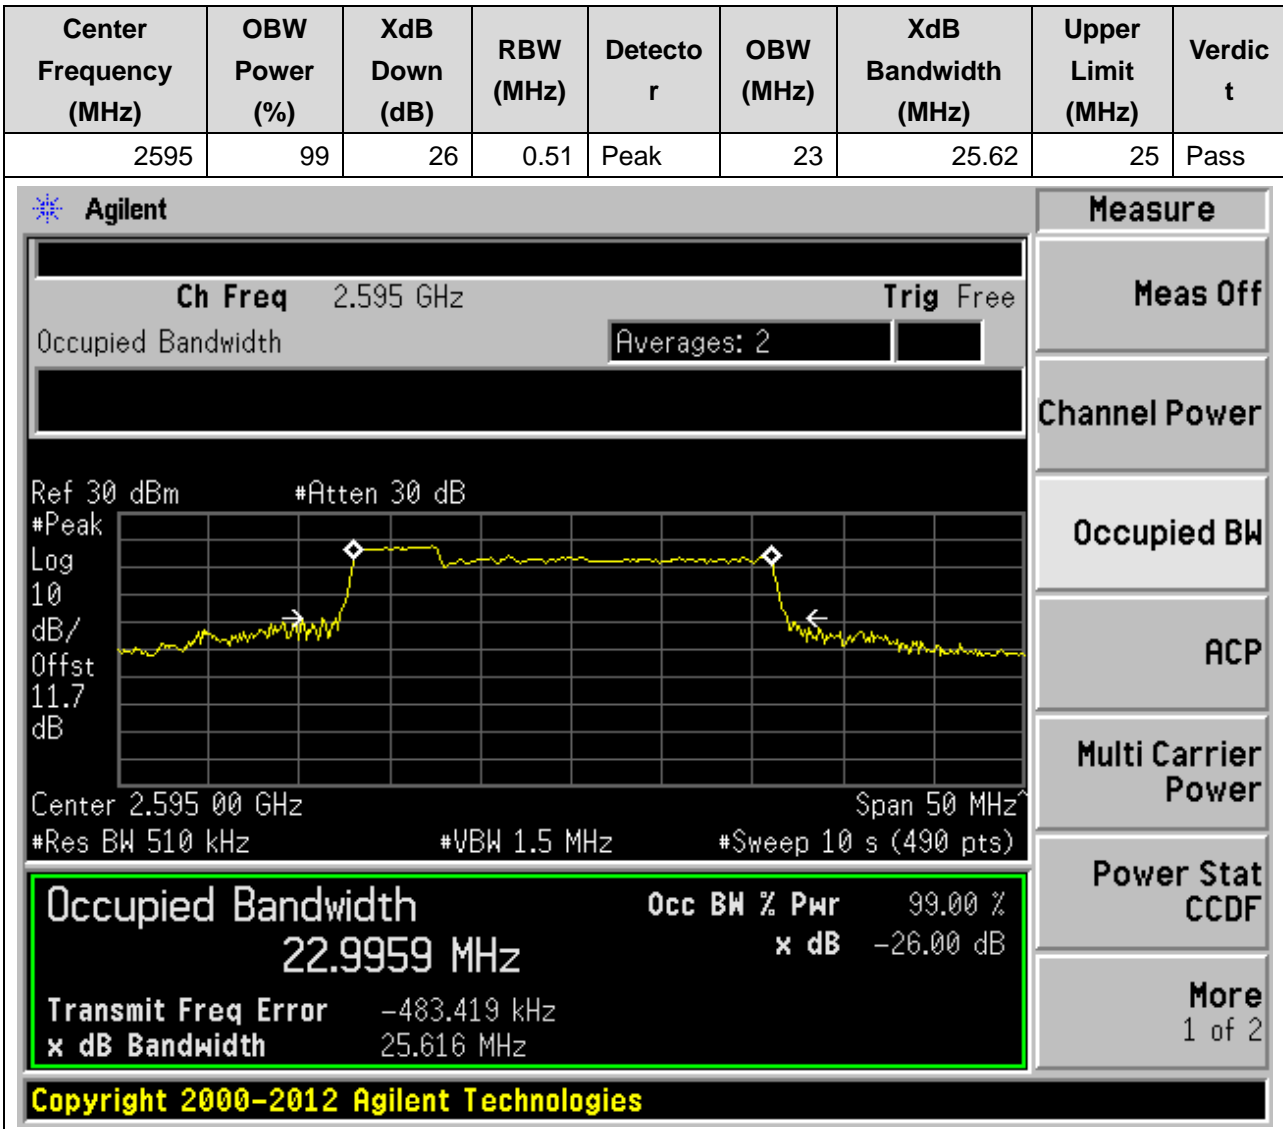 Center Frequency (MHz) OBW Power (%) XdB Down (dB) RBW (MHz) Detecto r OBW (MHz) XdB Bandwidth (MHz) Upper Limit (MHz) Verdic t
2595 99 26 0.51 Peak 23 25.62 25 Pass
Agilent
Measure
Ch Freq 2.595 GHz Trig Free
Occupied Bandwidth Averages: 2
Meas Off
Channel Power
Occupied BW
ACP
Multi Carrier
Power
Power Stat
CCDF
More
1 of 2
Ref 30 dBm #Atten 30 dB
#Peak
Log
10
dB/
Offst
11.7
dB
Center 2.595 00 GHz Span 50 MHz^
#Res BW 510 kHz #VBW 1.5 MHz #Sweep 10 s (490 pts)
Occupied Bandwidth Occ BW % Pwr 99.00 %
22.9959 MHz x dB -26.00 dB
Transmit Freq Error -483.419 kHz
x dB Bandwidth 25.616 MHz
Copyright 2000-2012 Agilent Technologies